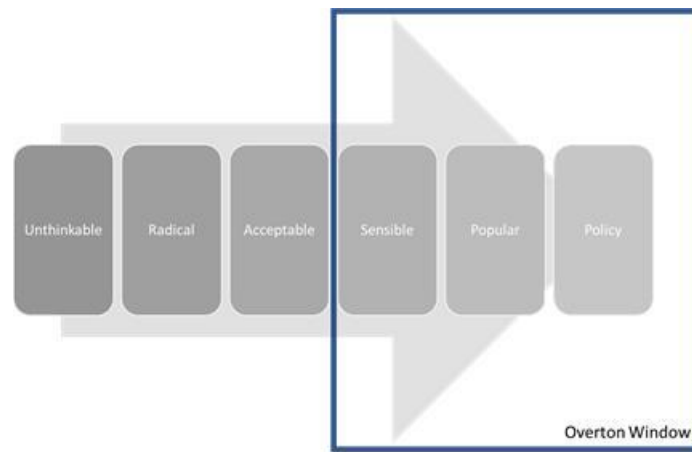 Unthinkable
Radical
Acceptable
Sensible
Popular
Policy
Overton Window